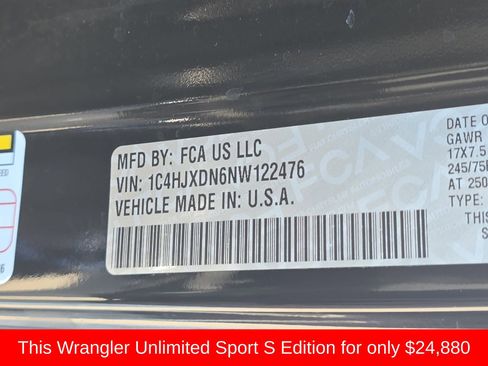 MFD BY: FCA US LLC
VIN: 1C4HJXDN6NW122476
VEHICLE MADE IN: U.S.A.
DATE O
GAWR
17X7.5
245/75
AT 250
TYPE:
This Wrangler Unlimited Sport S Edition for only $24,880